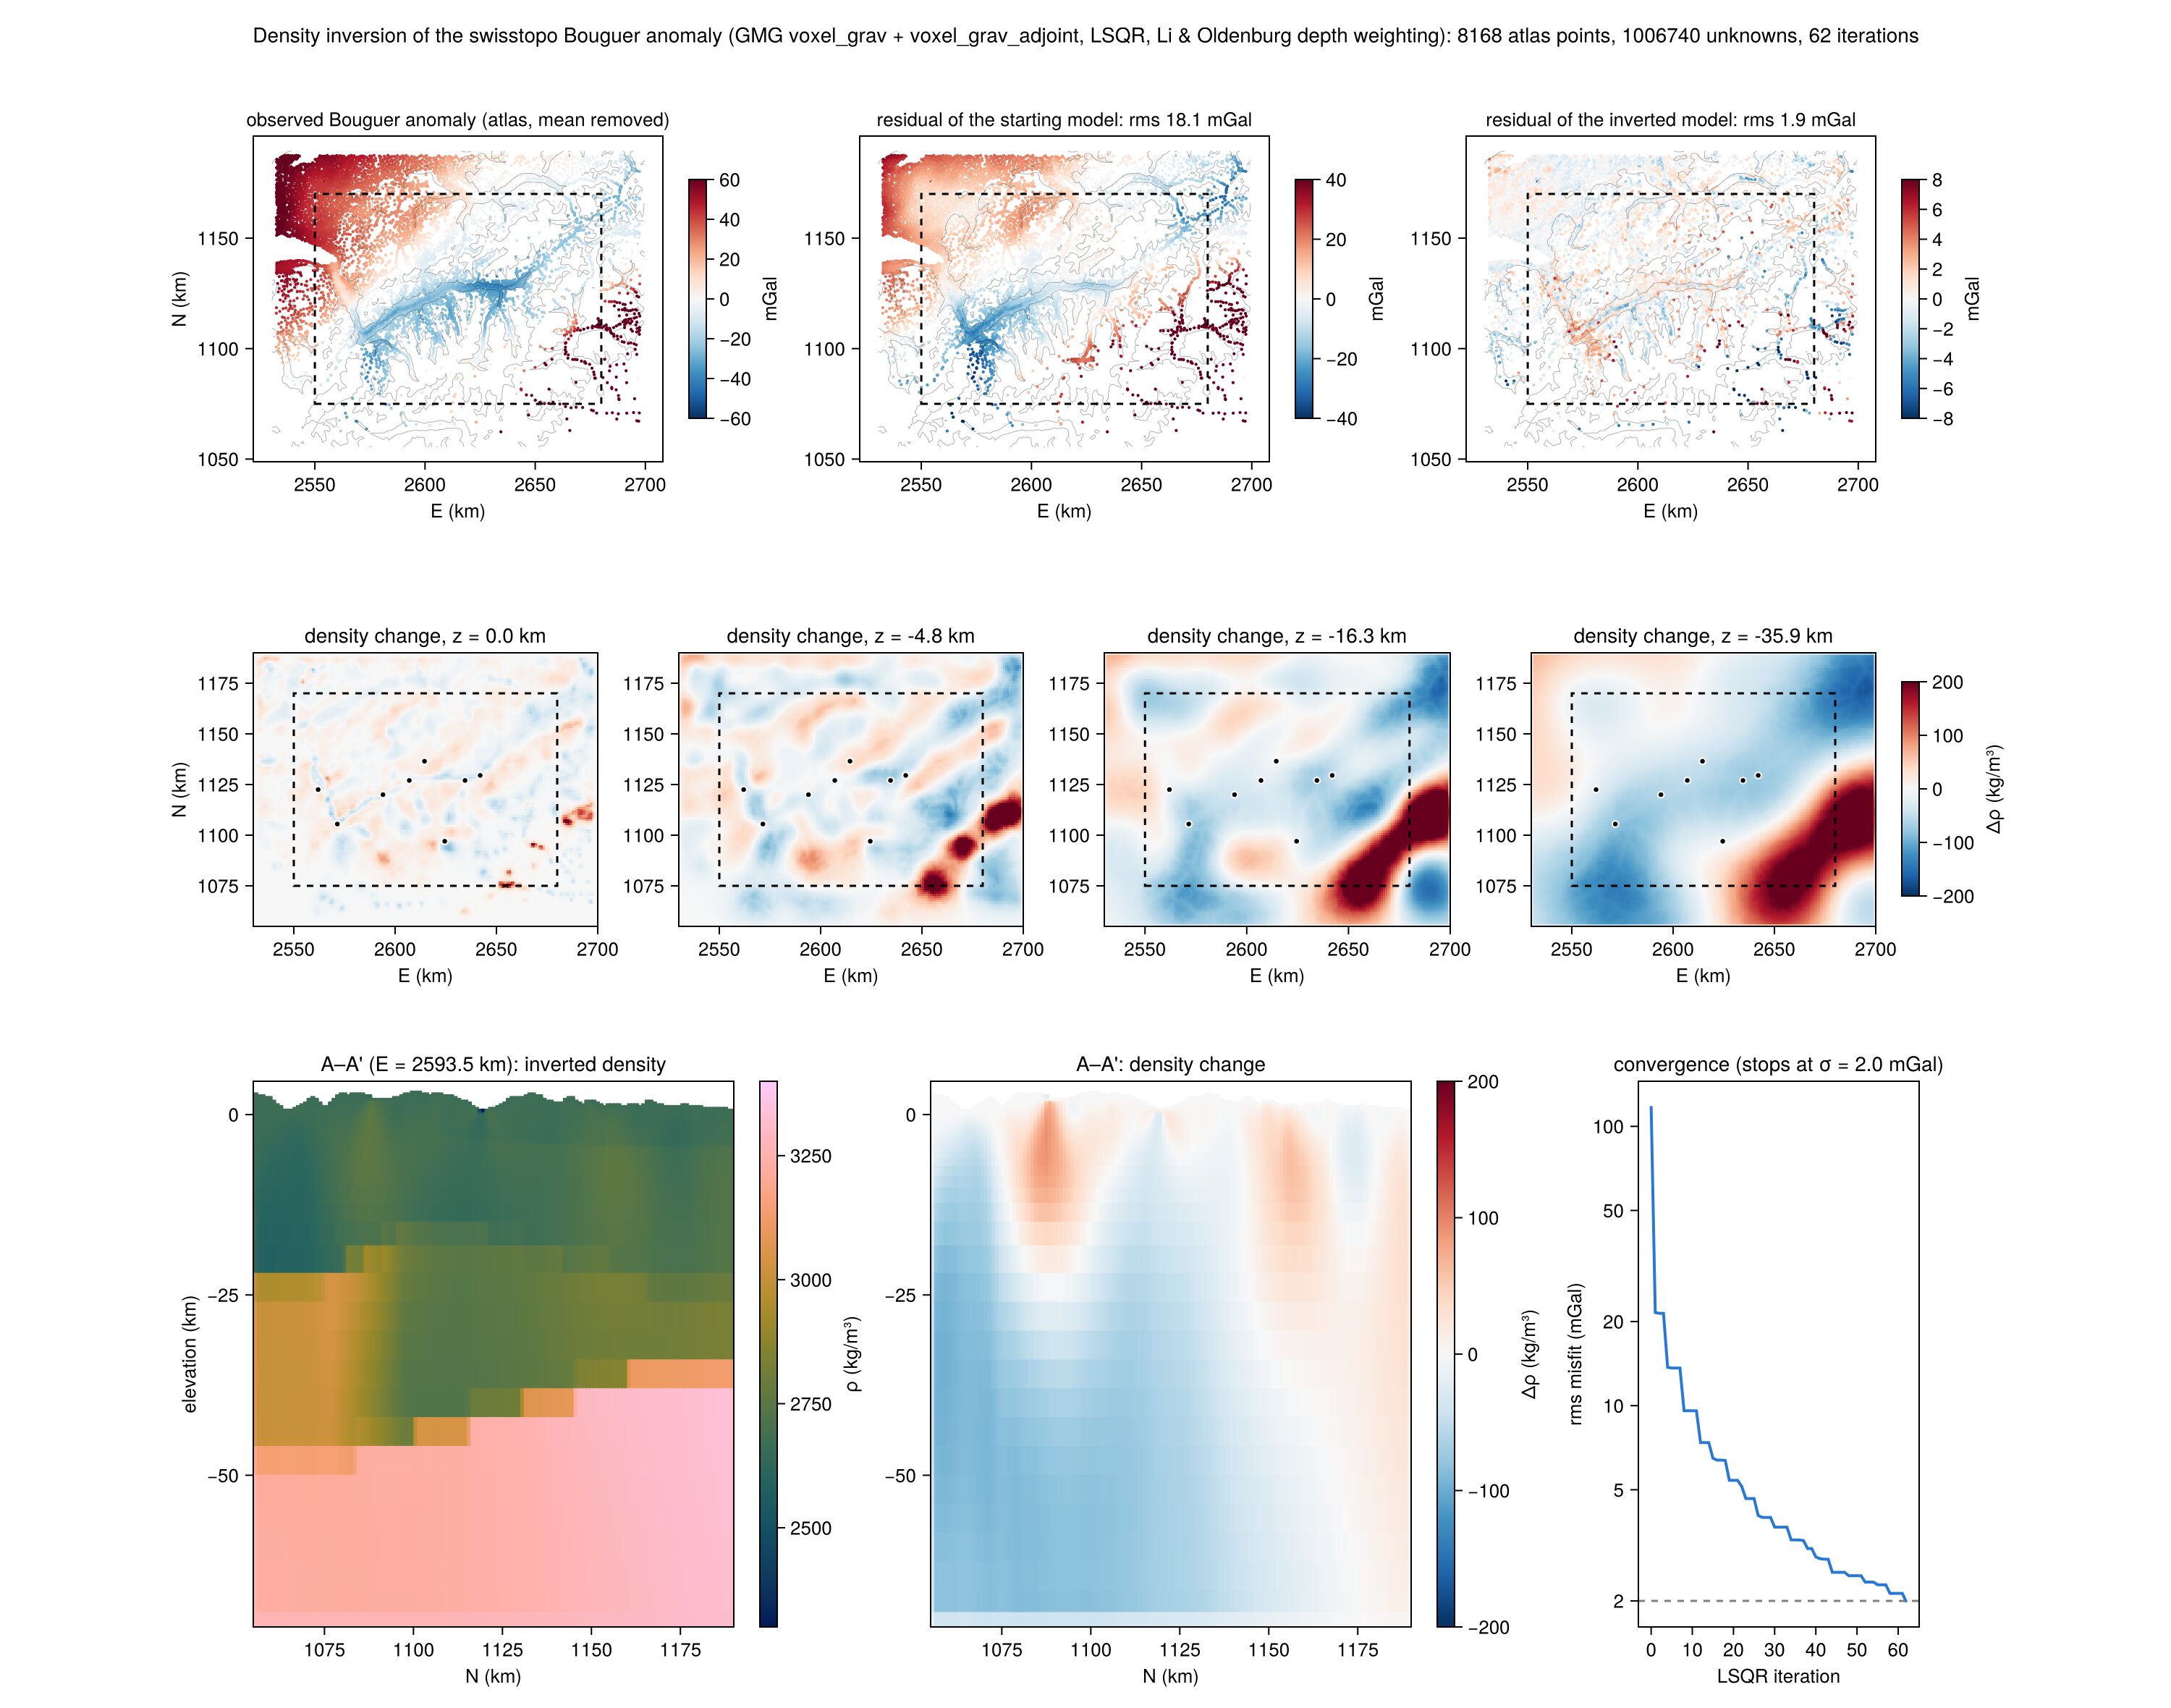 Density inversion of the swisstopo Bouguer anomaly (GMG voxel_grav + voxel_grav_adjoint, LSQR, Li & Oldenburg depth weighting): 8168 atlas points, 1006740 unknowns, 62 iterations
observed Bouguer anomaly (atlas, mean removed)
N (km)
1150
1100
1050
2550 2600 2650 2700
E (km)
60
40
20
0
−20
−40
−60
mGal
residual of the starting model: rms 18.1 mGal
1150
1100
1050
2550 2600 2650 2700
E (km)
40
20
0
−20
−40
mGal
residual of the inverted model: rms 1.9 mGal
1150
1100
1050
2550 2600 2650 2700
E (km)
8
6
4
2
0
−2
−4
−6
−8
mGal
density change, z = 0.0 km
N (km)
1175
1150
1125
1100
1075
2550 2600 2650 2700
E (km)
density change, z = -4.8 km
1175
1150
1125
1100
1075
2550 2600 2650 2700
E (km)
density change, z = -16.3 km
1175
1150
1125
1100
1075
2550 2600 2650 2700
E (km)
density change, z = -35.9 km
1175
1150
1125
1100
1075
2550 2600 2650 2700
E (km)
200
100
0
−100
−200
Δρ (kg/m³)
A–A' (E = 2593.5 km): inverted density
elevation (km)
0
−25
−50
1075 1100 1125 1150 1175
N (km)
3250
3000
2750
2500
ρ (kg/m³)
A–A': density change
0
−25
−50
1075 1100 1125 1150 1175
N (km)
200
100
0
−100
−200
Δρ (kg/m³)
convergence (stops at σ = 2.0 mGal)
rms misfit (mGal)
100
50
20
10
5
2
0 10 20 30 40 50 60
LSQR iteration